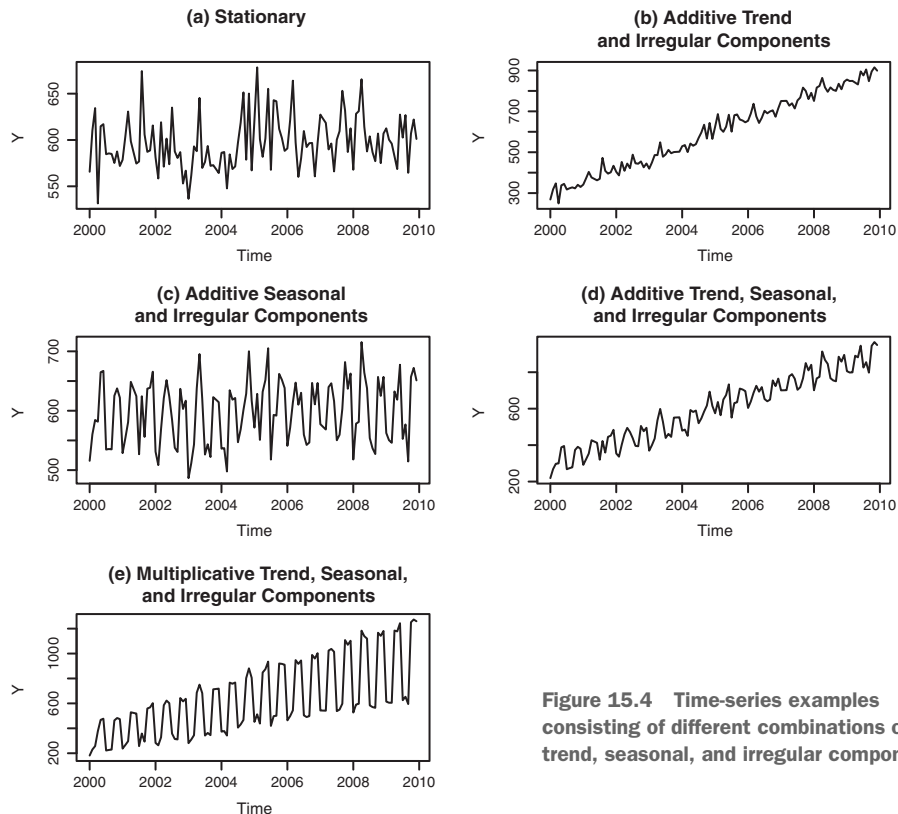 (a) Stationary
Y
550 600 650
2000 2002 2004 2006 2008 2010
Time
(b) Additive Trend
and Irregular Components
Y
300 500 700 900
2000 2002 2004 2006 2008 2010
Time
(c) Additive Seasonal
and Irregular Components
Y
500 600 700
2000 2002 2004 2006 2008 2010
Time
(d) Additive Trend, Seasonal,
and Irregular Components
Y
200 600
2000 2002 2004 2006 2008 2010
Time
(e) Multiplicative Trend, Seasonal,
and Irregular Components
Y
200 600 1000
2000 2002 2004 2006 2008 2010
Time
Figure 15.4 Time-series examples
consisting of different combinations
trend, seasonal, and irregular